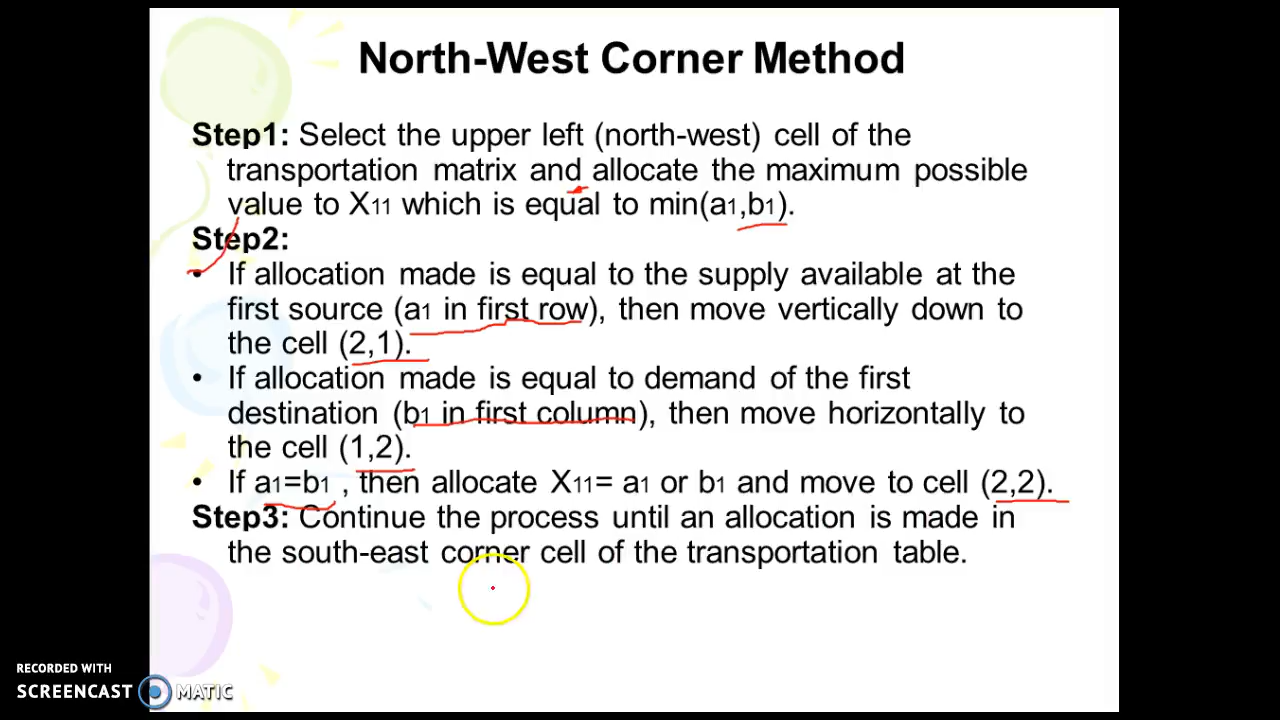 North-West Corner Method
Step1: Select the upper left (north-west) cell of the
transportation matrix and allocate the maximum possible
value to X11 which is equal to min(a1,b1).
Step2:
• If allocation made is equal to the supply available at the
first source (a1 in first row), then move vertically down to
the cell (2,1).
• If allocation made is equal to demand of the first
destination (b1 in first column), then move horizontally to
the cell (1,2).
• If a1=b1 , then allocate X11= a1 or b1 and move to cell (2,2).
Step3: Continue the process until an allocation is made in
the south-east corner cell of the transportation table.
RECORDED WITH
SCREENCAST MATIC